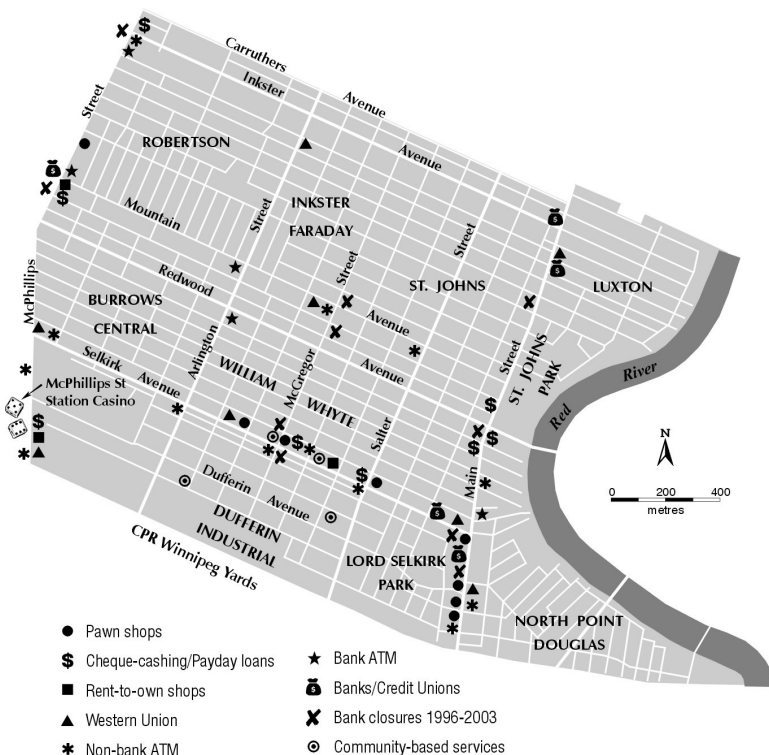 Carruthers
Avenue
Inkster
Avenue
Street
ROBERTSON
INKSTER
FARADAY
Mountain
Street
Street
Street
ST. JOHNS
LUXTON
Redwood
Avenue
Avenue
McPhillips
BURROWS
CENTRAL
Arlington
Selkirk
Avenue
WILLIAM
WHYTE
McGregor
Street
ST. JOHNS
PARK
Red
River
McPhillips St
Station Casino
Salter
Main
N
0 200 400
metres
Dufferin
Avenue
DUFFERIN
INDUSTRIAL
CPR Winnipeg Yards
LORD SELKIRK
PARK
NORTH POINT
DOUGLAS
Pawn shops
$ Cheque-cashing/Payday loans
Rent-to-own shops
Western Union
Non-bank ATM
Bank ATM
Banks/Credit Unions
Bank closures 1996-2003
Community-based services